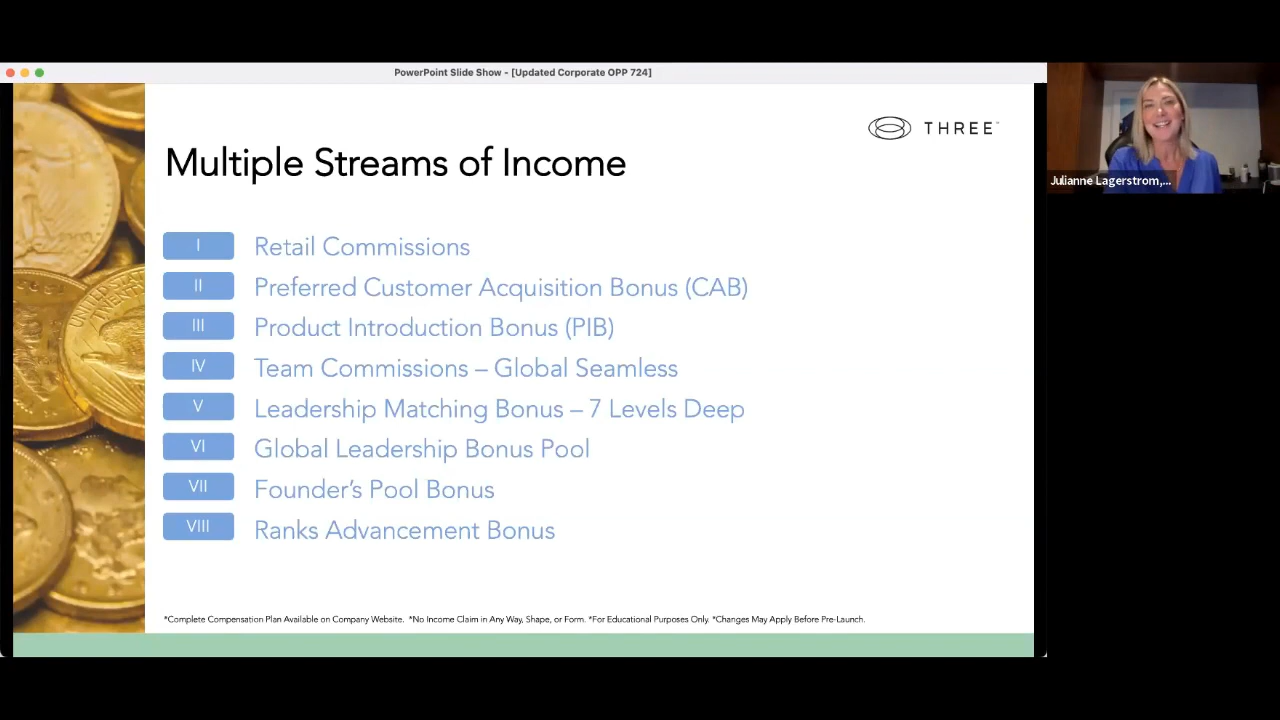 PowerPoint Slide Show - [Updated Corporate OPP 724]
THREE™
Multiple Streams of Income
I Retail Commissions
II Preferred Customer Acquisition Bonus (CAB)
III Product Introduction Bonus (PIB)
IV Team Commissions – Global Seamless
V Leadership Matching Bonus – 7 Levels Deep
VI Global Leadership Bonus Pool
VII Founder's Pool Bonus
VIII Ranks Advancement Bonus
*Complete Compensation Plan Available on Company Website. *No Income Claim in Any Way, Shape, or Form. *For Educational Purposes Only. *Changes May Apply Before Pre-Launch.
Julianne Lagerstrom,...